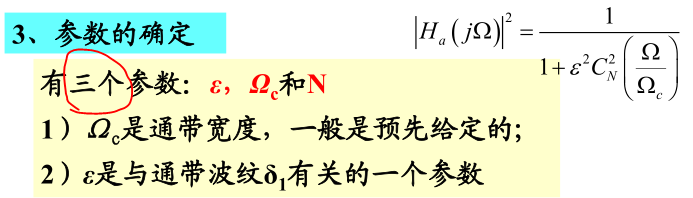 3、参数的确定
|Hₐ(jΩ)|² = 1 / (1+ε²C_N²(Ω/Ω_c))
有三个参数：ε，Ω_c和N
1）Ω_c是通带宽度，一般是预先给定的；
2）ε是与通带波纹δ₁有关的一个参数